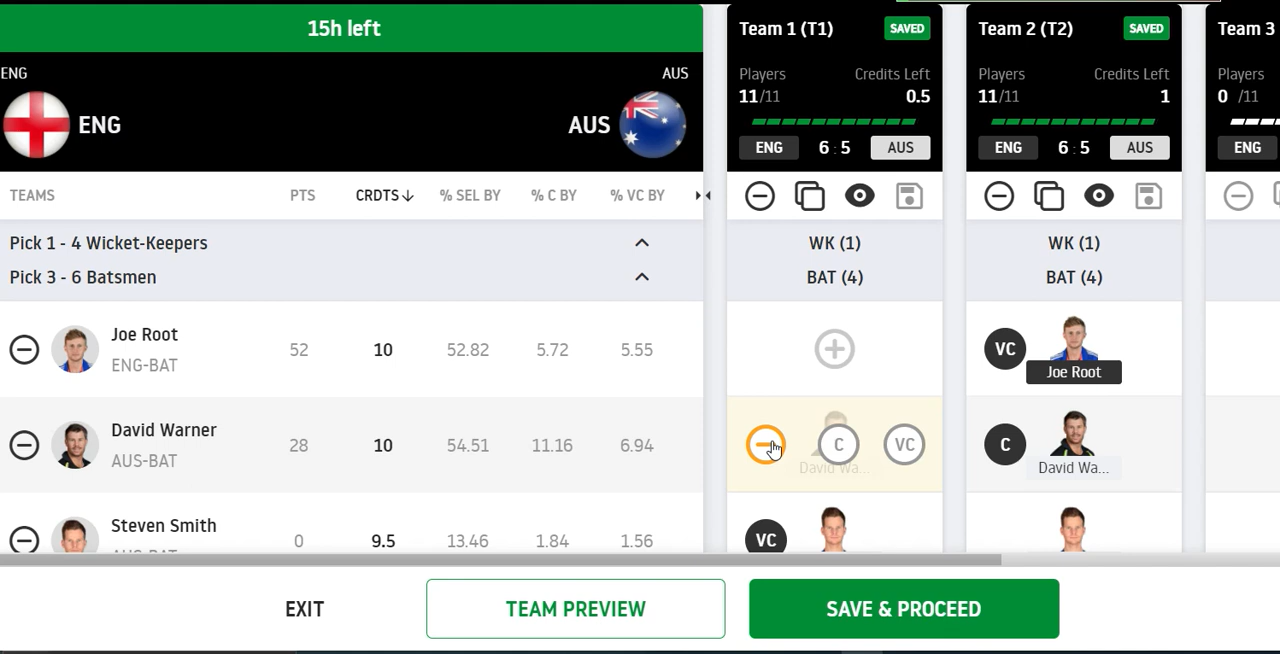 15h left
ENG
AUS
ENG
AUS
TEAMS PTS CRDTS↓ % SEL BY % C BY % VC BY
Pick 1 - 4 Wicket-Keepers
Pick 3 - 6 Batsmen
Joe Root
ENG-BAT
52 10 52.82 5.72 5.55
David Warner
AUS-BAT
28 10 54.51 11.16 6.94
Steven Smith
AUS-BAT
0 9.5 13.46 1.84 1.56
Team 1 (T1) SAVED
Players Credits Left
11/11 0.5
ENG 6 : 5 AUS
WK (1)
BAT (4)
C VC
David Wa...
VC
Team 2 (T2) SAVED
Players Credits Left
11/11 1
ENG 6 : 5 AUS
WK (1)
BAT (4)
VC
Joe Root
C
David Wa...
Team 3
Players
0 /11
ENG
EXIT TEAM PREVIEW SAVE & PROCEED